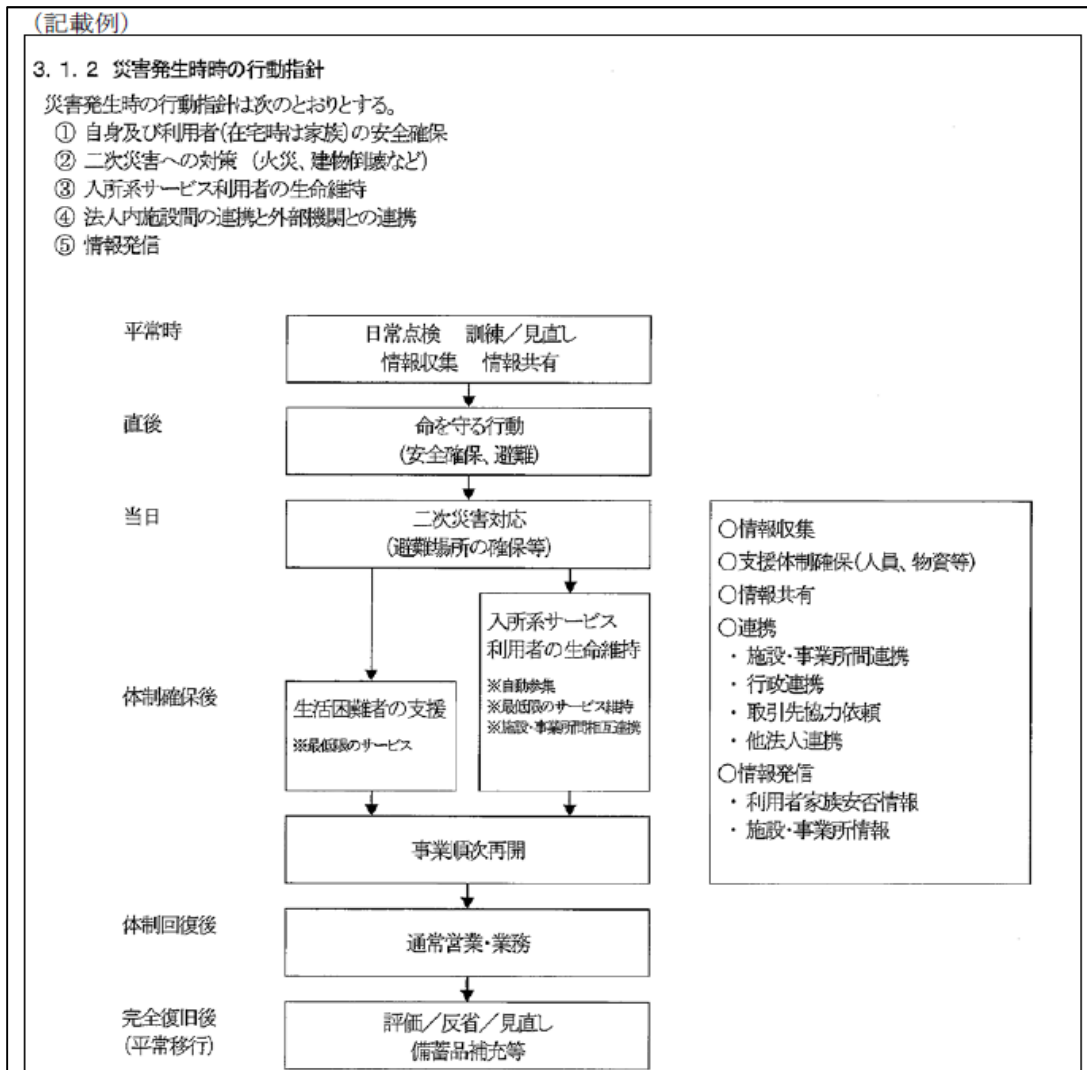 (記載例)
3.1.2 災害発生時時の行動指針
災害発生時の行動指針は次のとおりとする。
① 自身及び利用者(在宅時は家族)の安全確保
② 二次災害への対策 (火災、建物倒壊など)
③ 入所系サービス利用者の生命維持
④ 法人内施設間の連携と外部機関との連携
⑤ 情報発信
平常時
日常点検 訓練／見直し
情報収集 情報共有
直後
命を守る行動
(安全確保、避難)
当日
二次災害対応
(避難場所の確保等)
体制確保後
生活困難者の支援
※最低限のサービス
入所系サービス
利用者の生命維持
※自動参集
※最低限のサービス維持
※施設・事業所間相互連携
事業順次再開
体制回復後
通常営業・業務
完全復旧後
(平常移行)
評価／反省／見直し
備蓄品補充等
○情報収集
○支援体制確保(人員、物資等)
○情報共有
○連携
・ 施設・事業所間連携
・ 行政連携
・ 取引先協力依頼
・ 他法人連携
○情報発信
・ 利用者家族安否情報
・ 施設・事業所情報